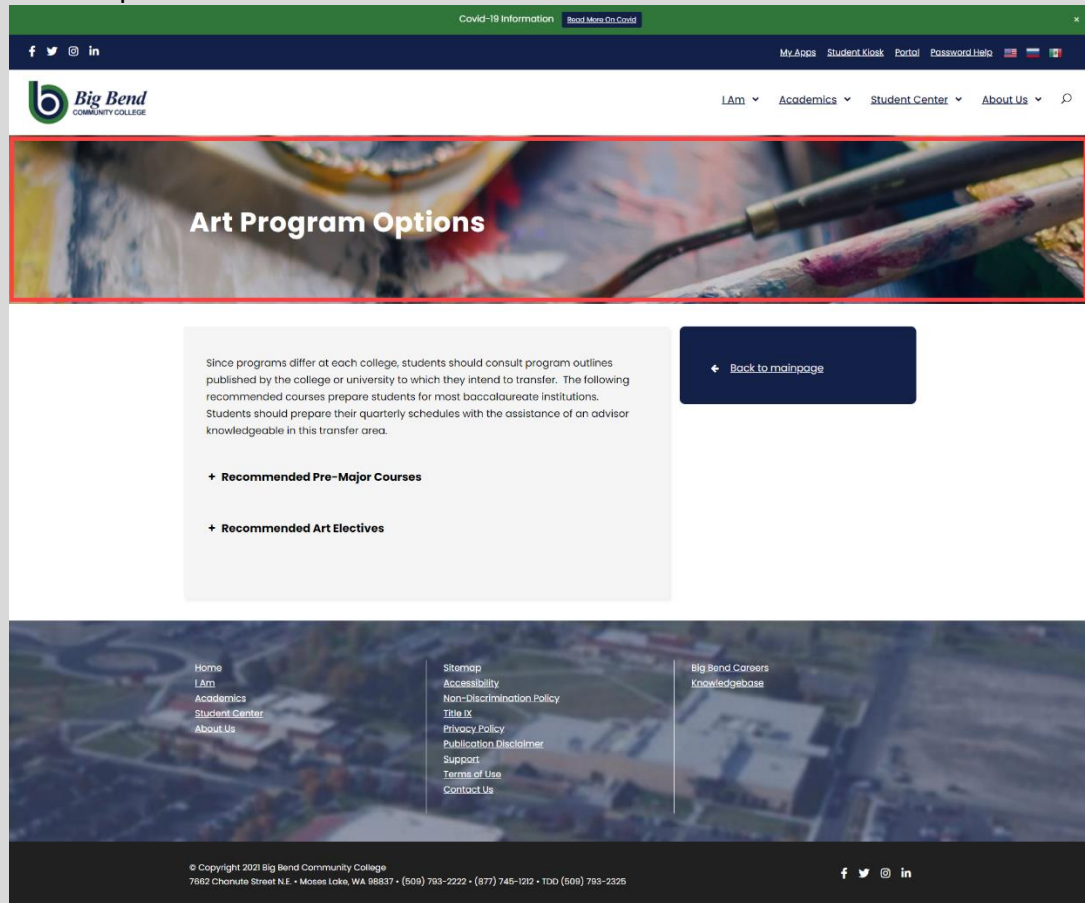 Covid-19 Information Read More On Covid ×
My Apps Student Kiosk Portal Password Help
Big Bend
COMMUNITY COLLEGE
I Am Academics Student Center About Us
Art Program Options
Since programs differ at each college, students should consult program outlines
published by the college or university to which they intend to transfer. The following
recommended courses prepare students for most baccalaureate institutions.
Students should prepare their quarterly schedules with the assistance of an advisor
knowledgeable in this transfer area.
Back to mainpage
+ Recommended Pre-Major Courses
+ Recommended Art Electives
Home
I Am
Academics
Student Center
About Us
Sitemap
Accessibility
Non-Discrimination Policy
Title IX
Privacy Policy
Publication Disclaimer
Support
Terms of Use
Contact Us
Big Bend Careers
Knowledgebase
© Copyright 2021 Big Bend Community College
7662 Chanute Street N.E. • Moses Lake, WA 98837 • (509) 793-2222 • (877) 745-1212 • TDD (509) 793-2325